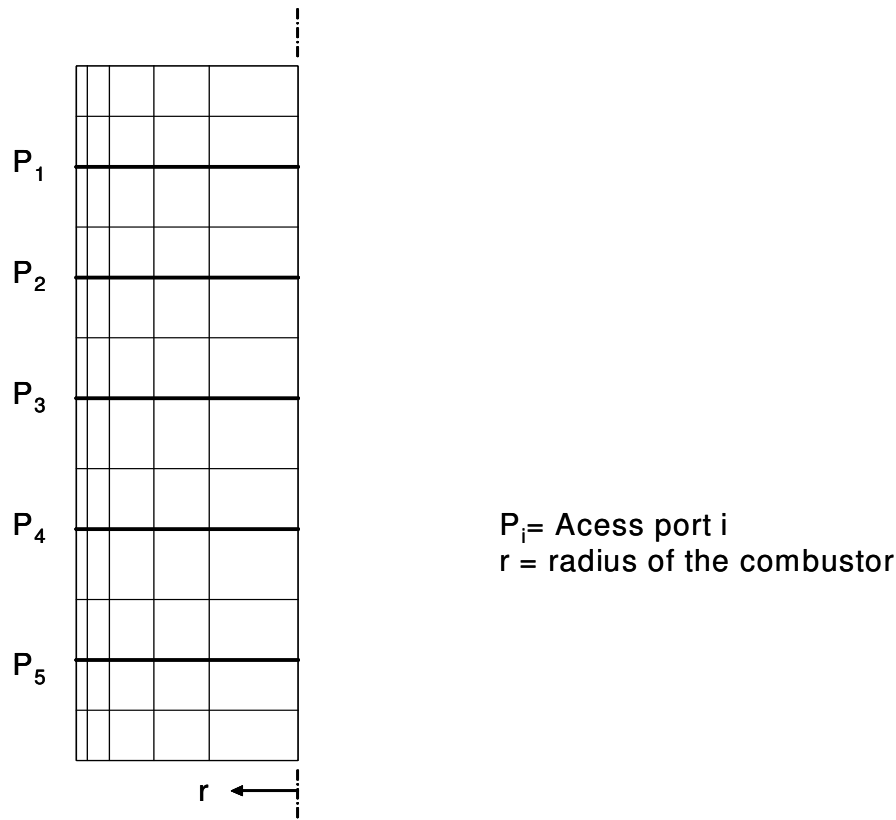 P1
P2
P3
P4
Pi= Acess port i
r = radius of the combustor
P5
r